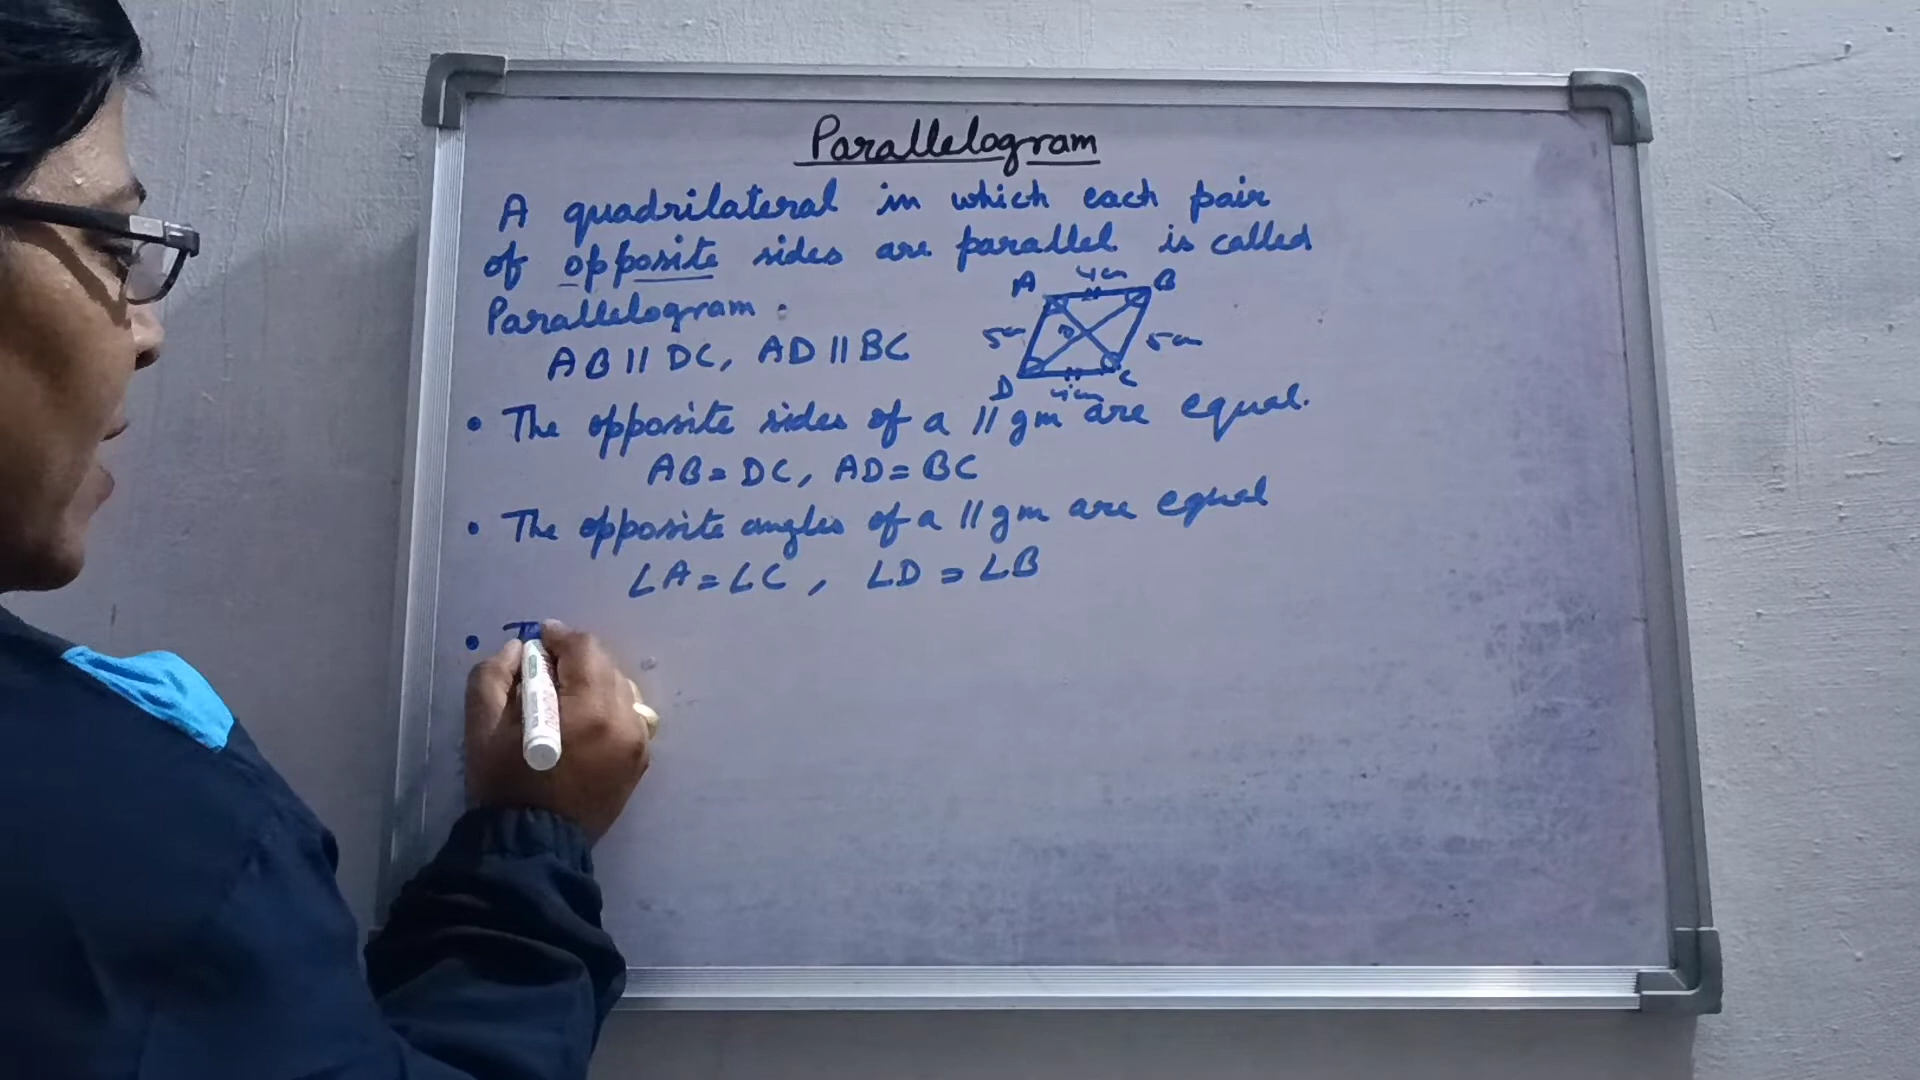 Parallelogram
A quadrilateral in which each pair
of opposite sides are parallel is called
Parallelogram.
AB || DC, AD || BC
A 4cm B
5cm O 5cm
D 4cm C
• The opposite sides of a ||gm are equal.
AB = DC, AD = BC
• The opposite angles of a ||gm are equal
∠A = ∠C, ∠D = ∠B
• T